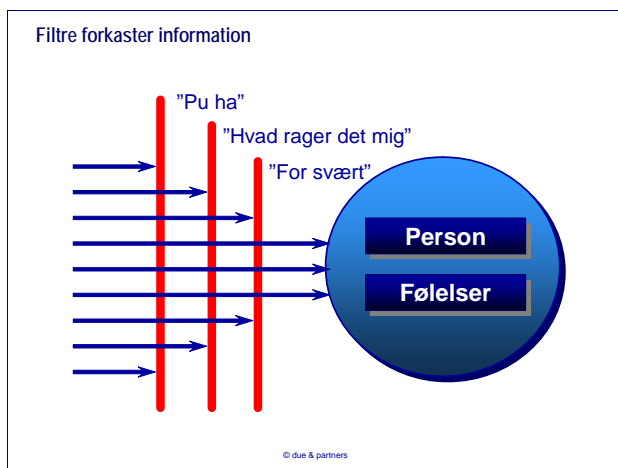 Filtre forkaster information
”Pu ha”
”Hvad rager det mig”
”For svært”
Person
Følelser
© due & partners